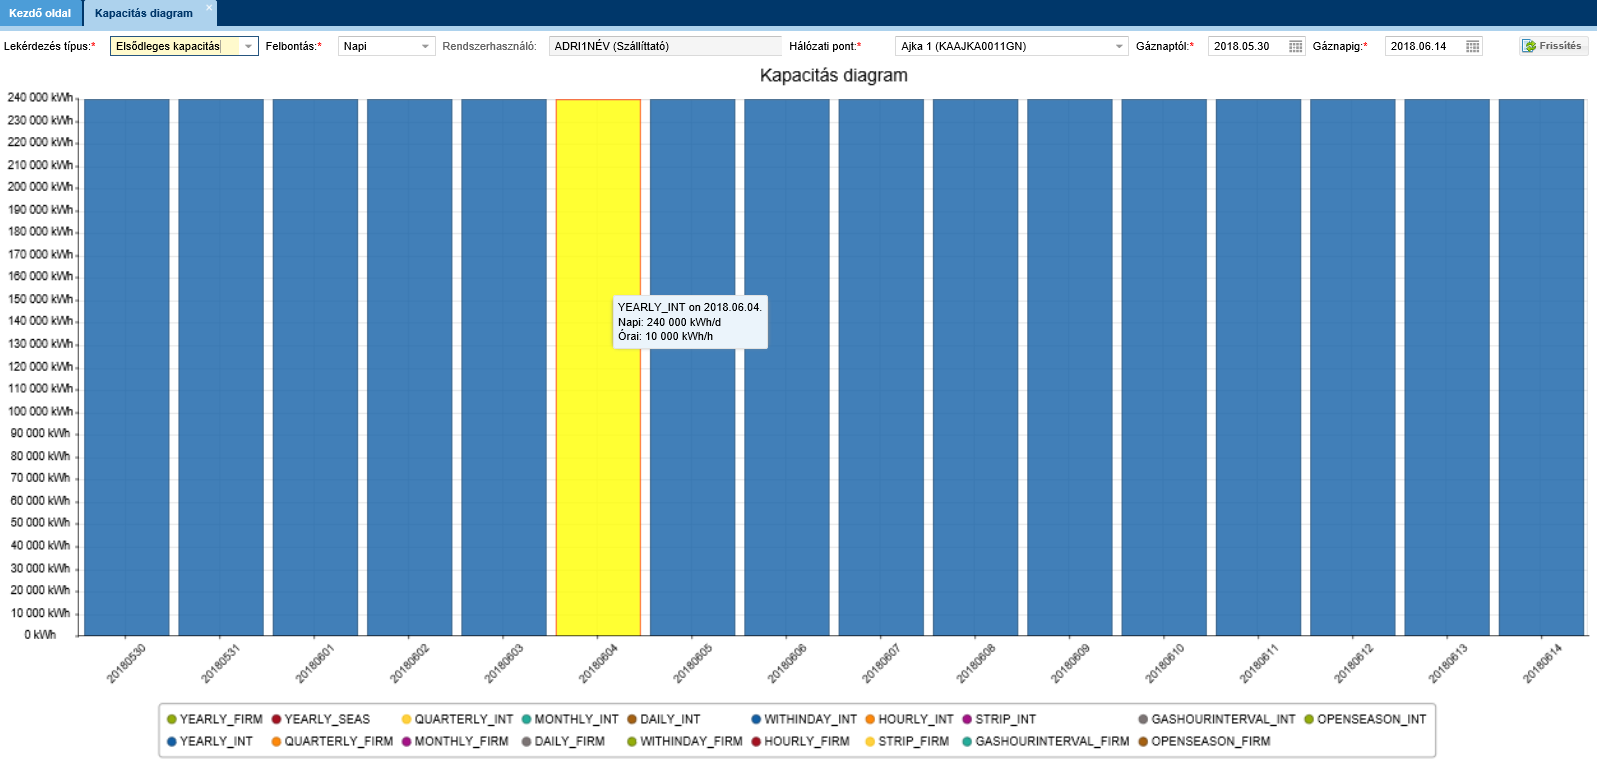 Kezdő oldal
Kapacitás diagram
Lekérdezés típus:* Elsődleges kapacitás Felbontás:* Napi Rendszerhasználó: ADRI1NÉV (Szállíttató) Hálózati pont:* Ajka 1 (KAAJKA0011GN) Gáznaptól:* 2018.05.30 Gáznapig:* 2018.06.14 Frissítés
Kapacitás diagram
240 000 kWh
230 000 kWh
220 000 kWh
210 000 kWh
200 000 kWh
190 000 kWh
180 000 kWh
170 000 kWh
160 000 kWh
150 000 kWh
140 000 kWh
130 000 kWh
120 000 kWh
110 000 kWh
100 000 kWh
90 000 kWh
80 000 kWh
70 000 kWh
60 000 kWh
50 000 kWh
40 000 kWh
30 000 kWh
20 000 kWh
10 000 kWh
0 kWh
YEARLY_INT on 2018.06.04.
Napi: 240 000 kWh/d
Órai: 10 000 kWh/h
20180530 20180531 20180601 20180602 20180603 20180604 20180605 20180606 20180607 20180608 20180609 20180610 20180611 20180612 20180613 20180614
YEARLY_FIRM YEARLY_SEAS QUARTERLY_INT MONTHLY_INT DAILY_INT WITHINDAY_INT HOURLY_INT STRIP_INT GASHOURINTERVAL_INT OPENSEASON_INT
YEARLY_INT QUARTERLY_FIRM MONTHLY_FIRM DAILY_FIRM WITHINDAY_FIRM HOURLY_FIRM STRIP_FIRM GASHOURINTERVAL_FIRM OPENSEASON_FIRM